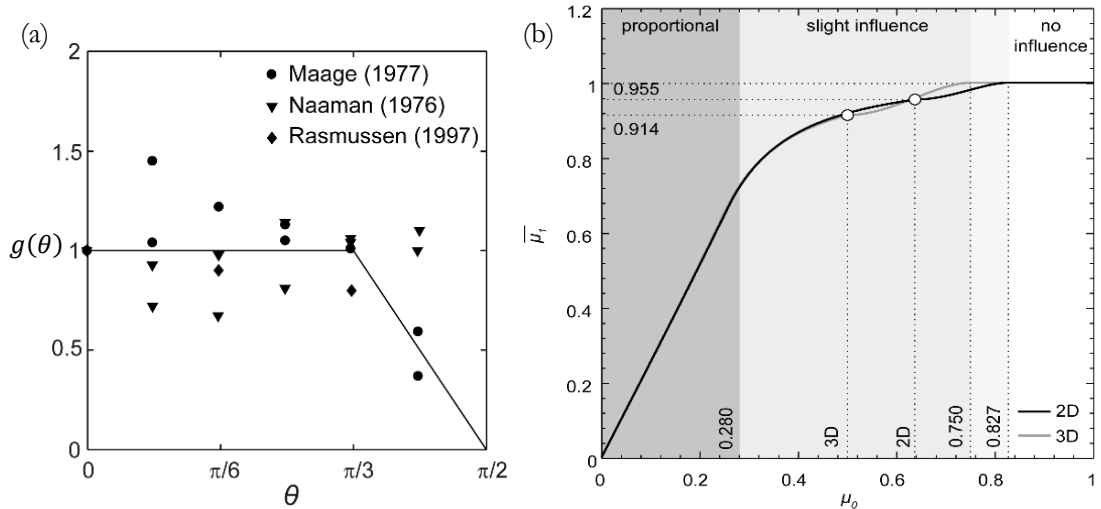 (a)
2
1.5
1
0.5
0
g(θ)
Maage (1977)
Naaman (1976)
Rasmussen (1997)
0
π/6
π/3
π/2
θ
(b)
1.2
1
0.8
0.6
0.4
0.2
0
μ₁
proportional
slight influence
no
influence
0.955
0.914
0.280
3D
2D
0.750
0.827
2D
3D
0
0.2
0.4
0.6
0.8
1
μ₀